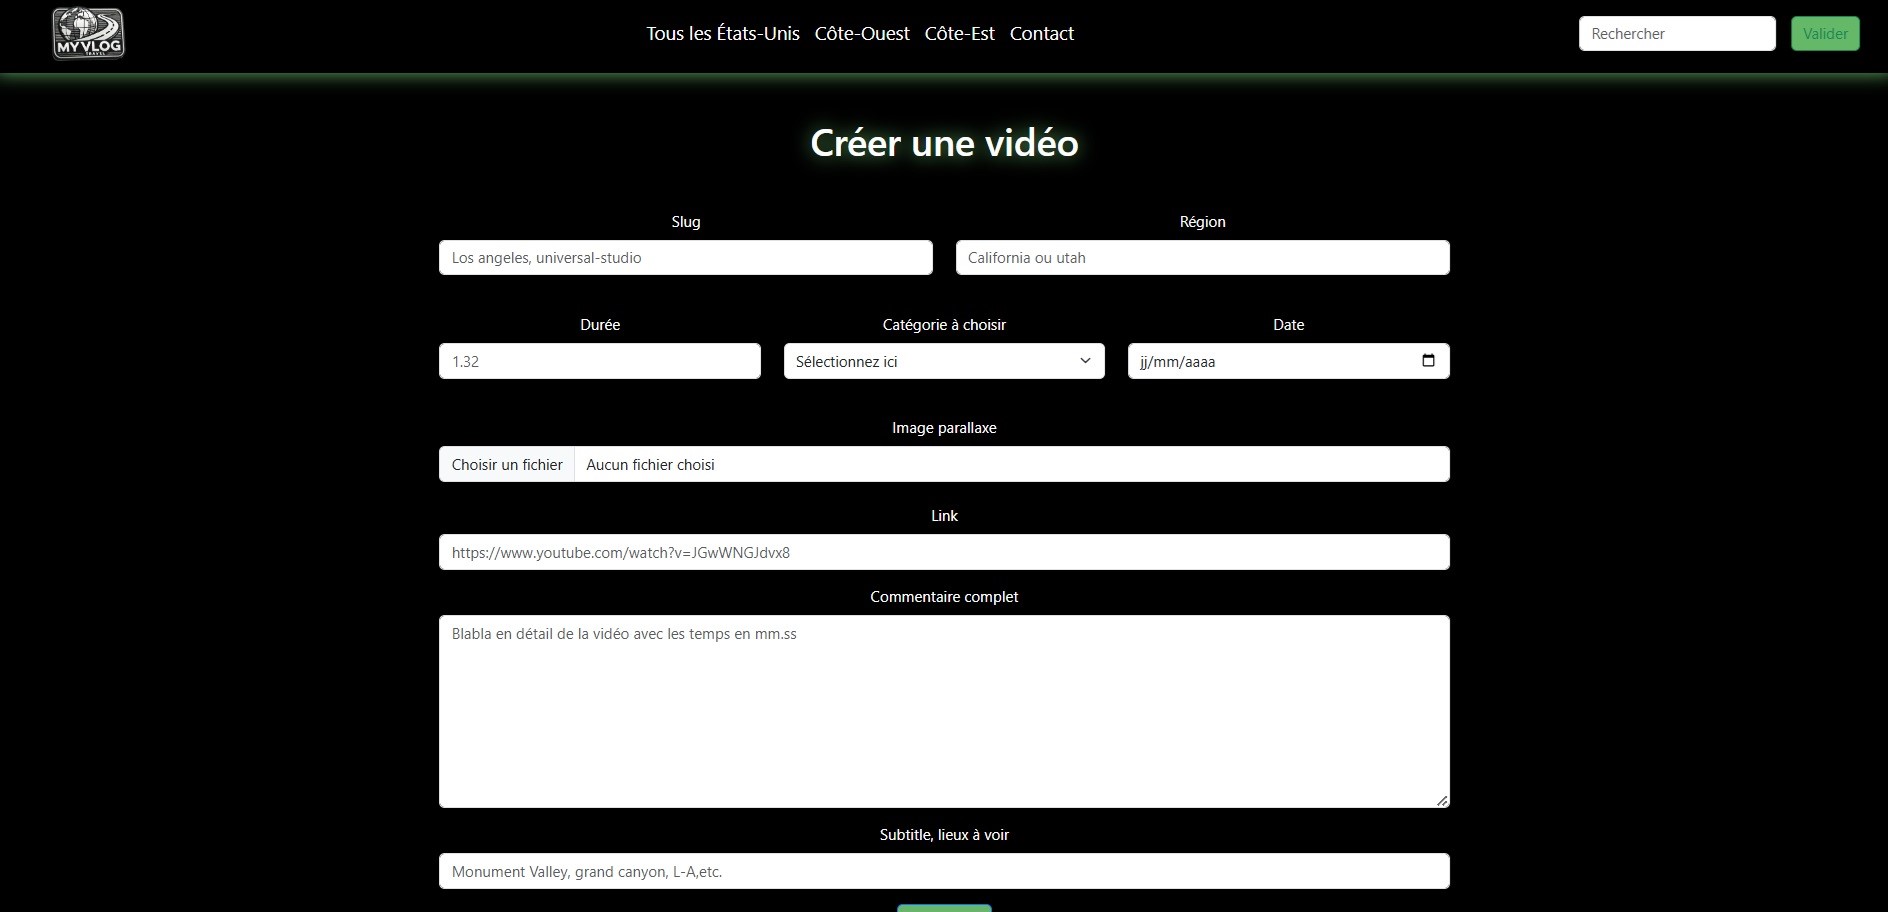 MY VLOG
TRAVEL
Tous les États-Unis Côte-Ouest Côte-Est Contact
Rechercher
Valider
Créer une vidéo
Slug
Région
Los angeles, universal-studio
California ou utah
Durée
Catégorie à choisir
Date
1.32
Sélectionnez ici
jj/mm/aaaa
Image parallaxe
Choisir un fichier Aucun fichier choisi
Link
https://www.youtube.com/watch?v=JGwWNGJdvx8
Commentaire complet
Blabla en détail de la vidéo avec les temps en mm.ss
Subtitle, lieux à voir
Monument Valley, grand canyon, L-A,etc.